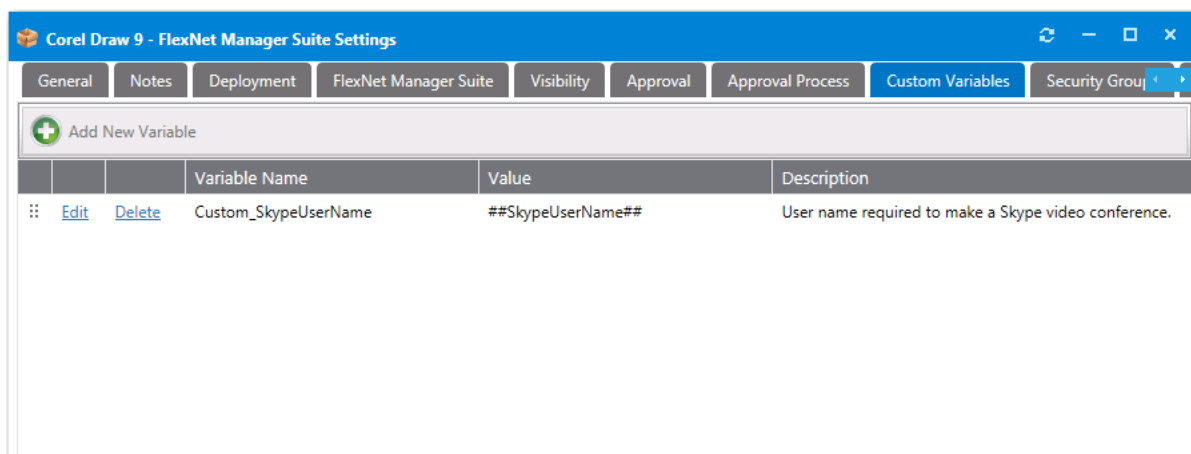 Corel Draw 9 - FlexNet Manager Suite Settings
General Notes Deployment FlexNet Manager Suite Visibility Approval Approval Process Custom Variables Security
Add New Variable
Variable Name Value Description
Edit Delete Custom_SkypeUserName ##SkypeUserName## User name required to make a Skype video conference.